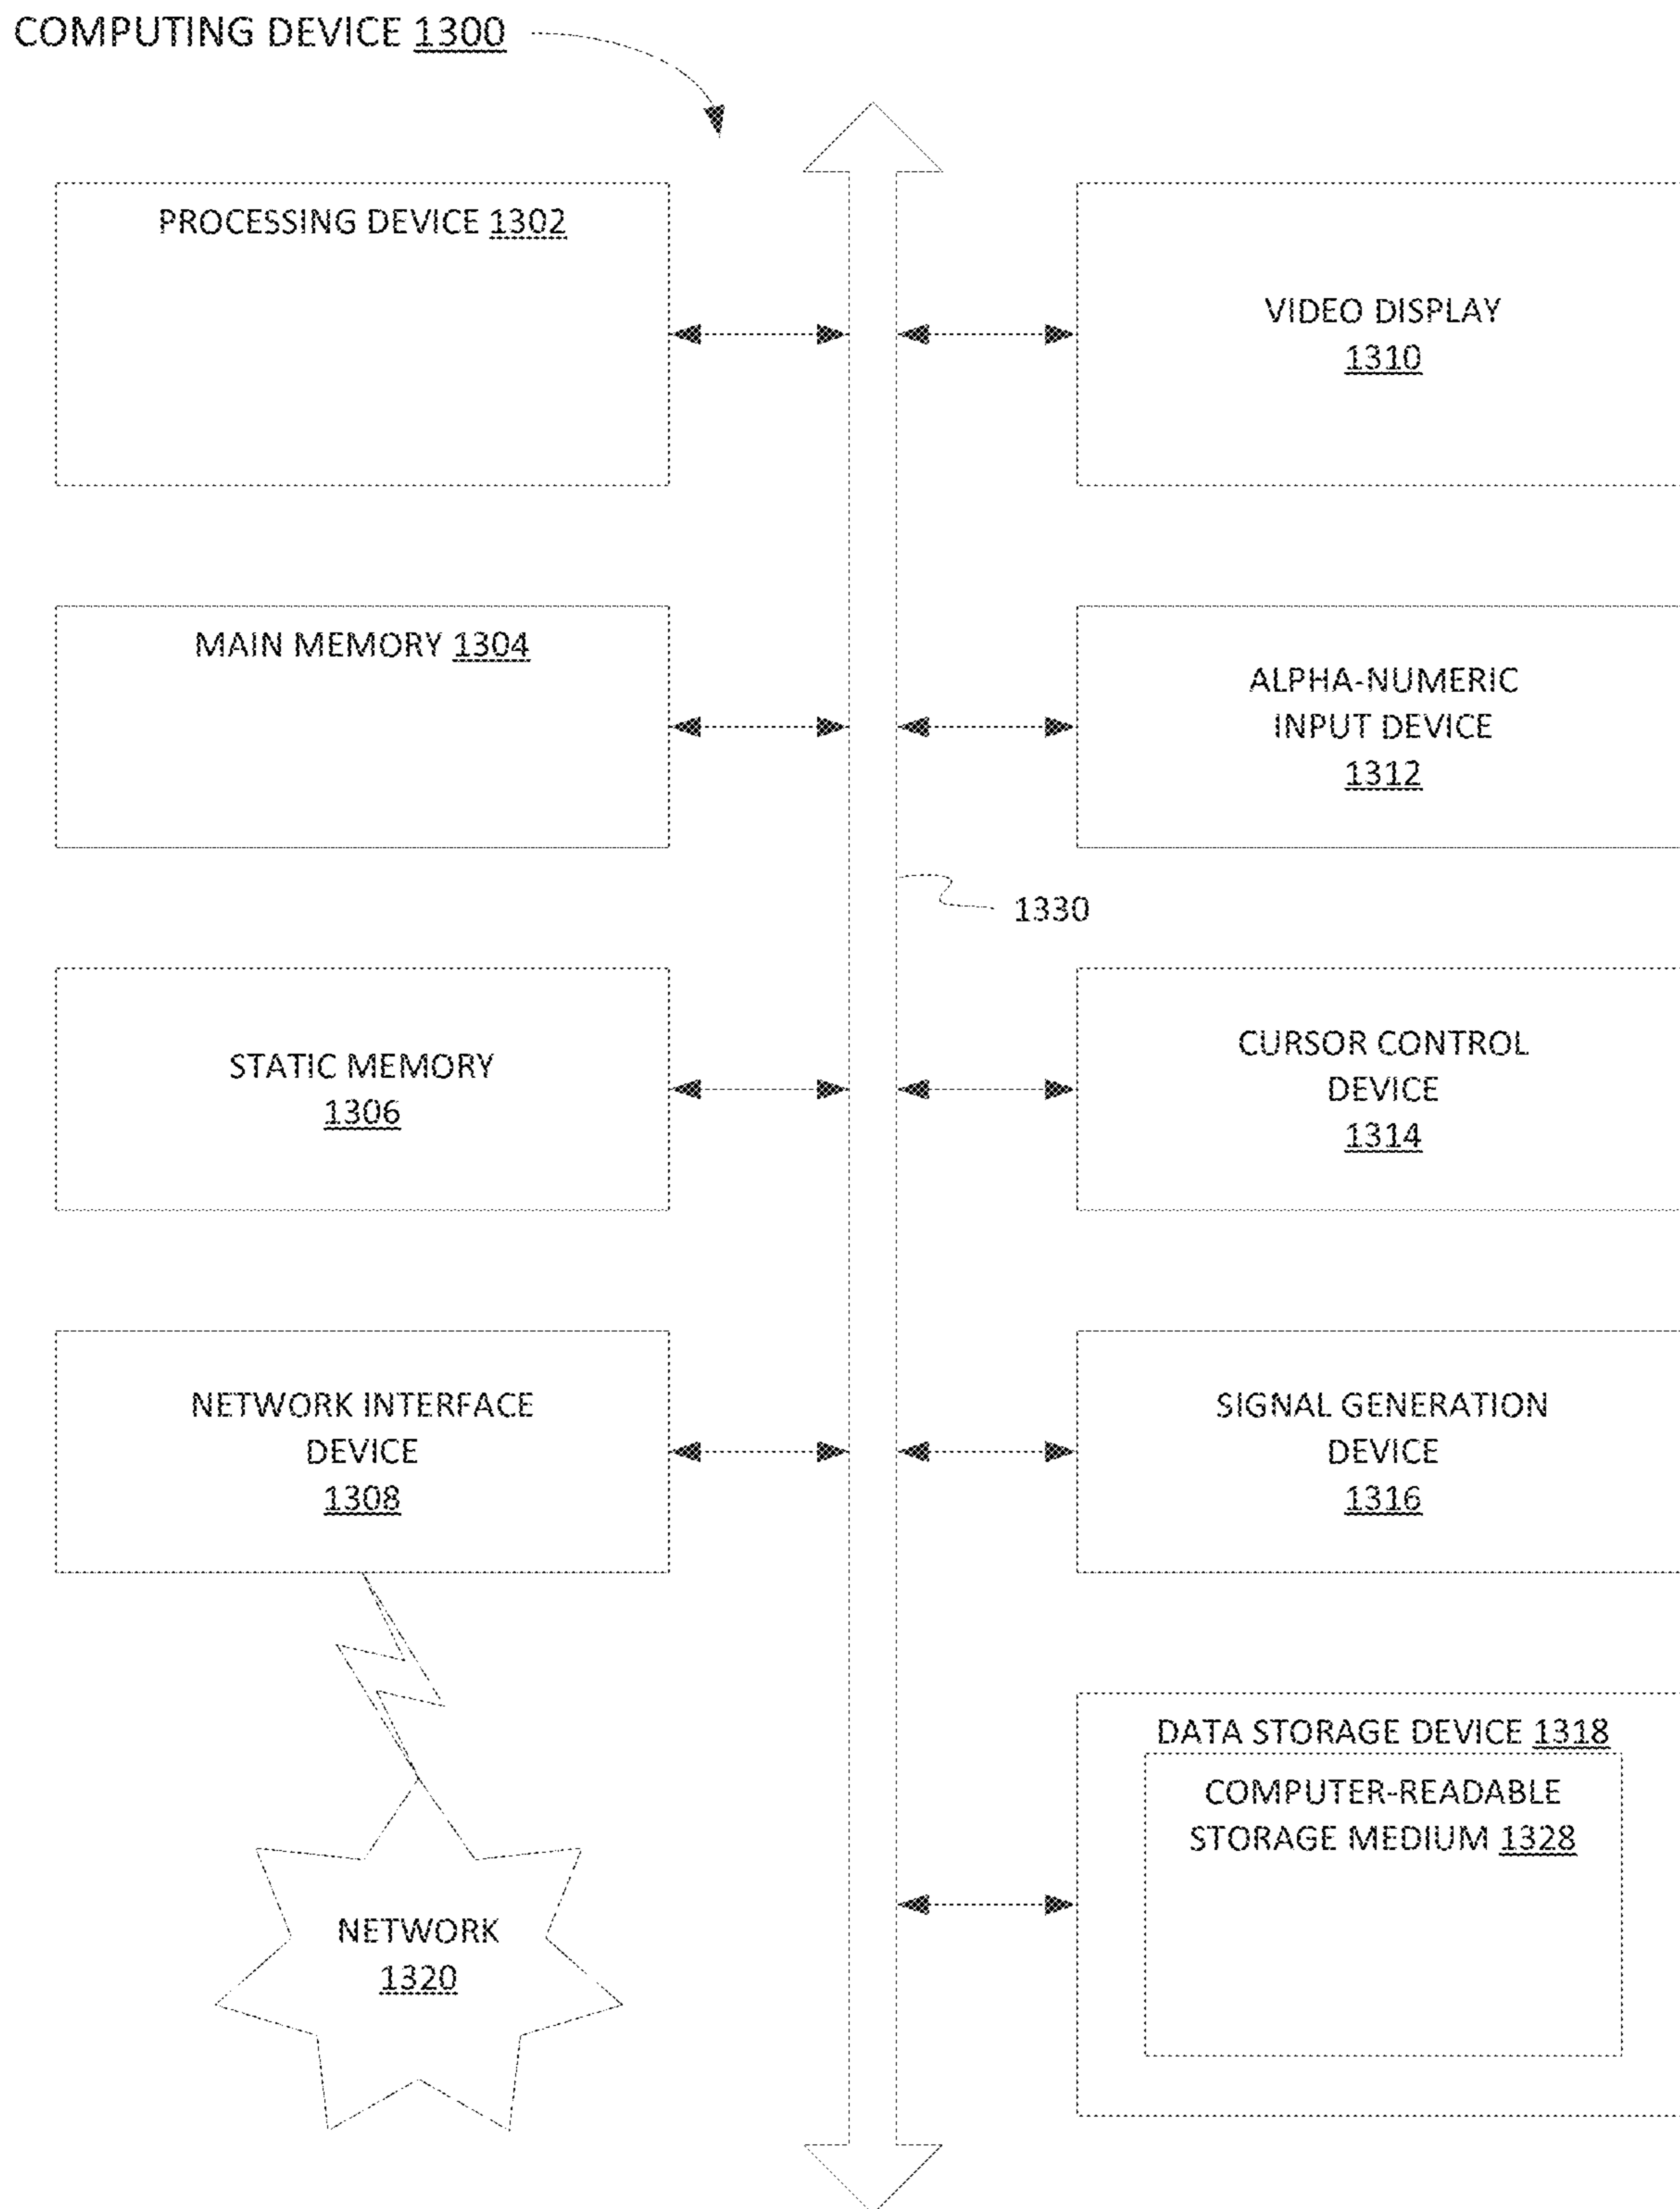 COMPUTING DEVICE 1300
PROCESSING DEVICE 1302
VIDEO DISPLAY
1310
MAIN MEMORY 1304
ALPHA-NUMERIC
INPUT DEVICE
1312
1330
STATIC MEMORY
1306
CURSOR CONTROL
DEVICE
1314
NETWORK INTERFACE
DEVICE
1308
SIGNAL GENERATION
DEVICE
1316
DATA STORAGE DEVICE 1318
COMPUTER-READABLE
STORAGE MEDIUM 1328
NETWORK
1320